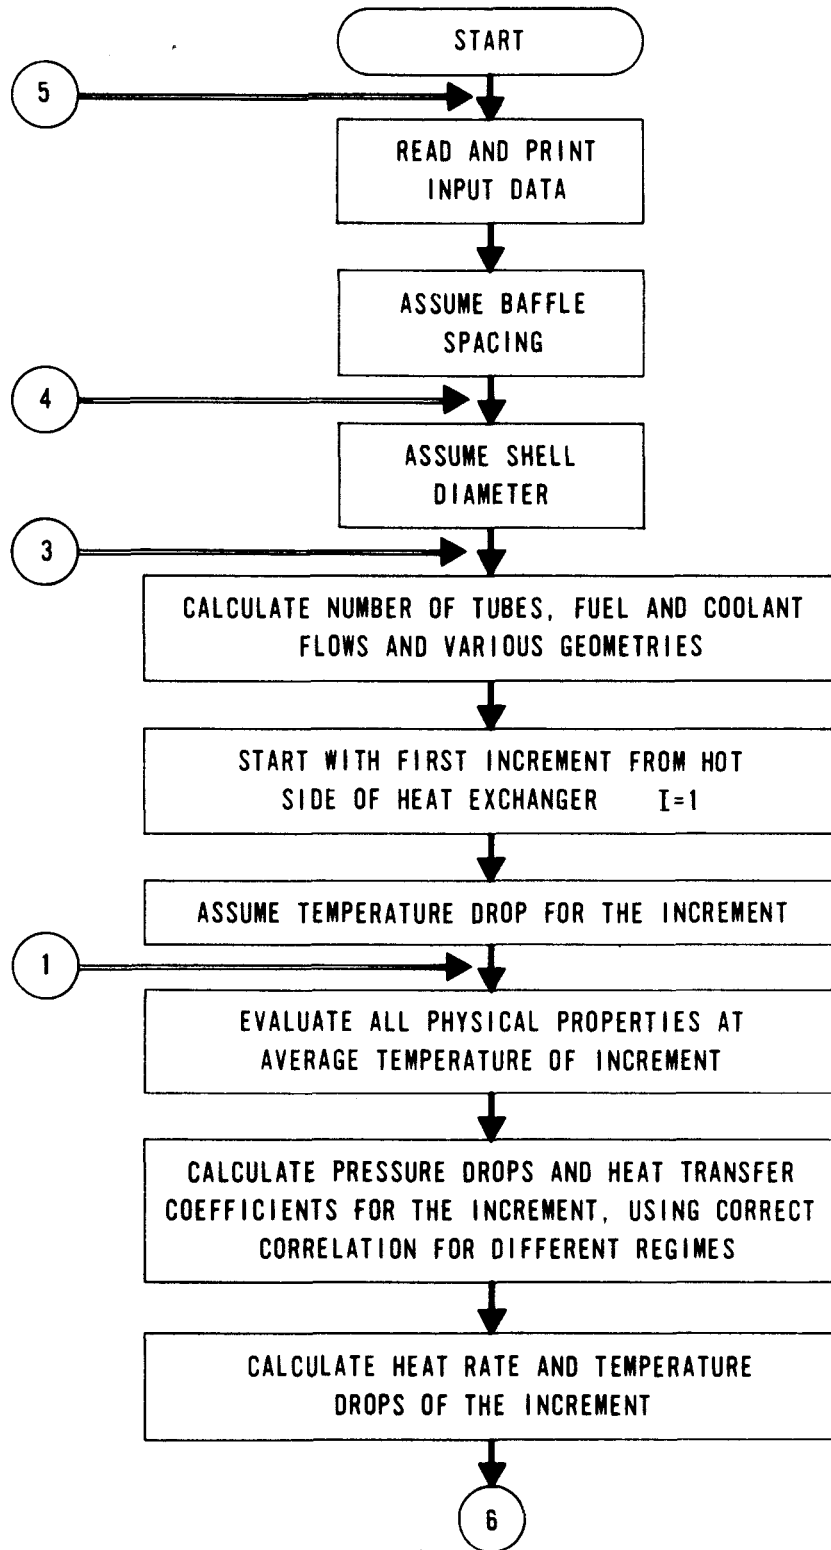 START
5
READ AND PRINT
INPUT DATA
ASSUME BAFFLE
SPACING
4
ASSUME SHELL
DIAMETER
3
CALCULATE NUMBER OF TUBES, FUEL AND COOLANT
FLOWS AND VARIOUS GEOMETRIES
START WITH FIRST INCREMENT FROM HOT
SIDE OF HEAT EXCHANGER I=1
ASSUME TEMPERATURE DROP FOR THE INCREMENT
1
EVALUATE ALL PHYSICAL PROPERTIES AT
AVERAGE TEMPERATURE OF INCREMENT
CALCULATE PRESSURE DROPS AND HEAT TRANSFER
COEFFICIENTS FOR THE INCREMENT, USING CORRECT
CORRELATION FOR DIFFERENT REGIMES
CALCULATE HEAT RATE AND TEMPERATURE
DROPS OF THE INCREMENT
6